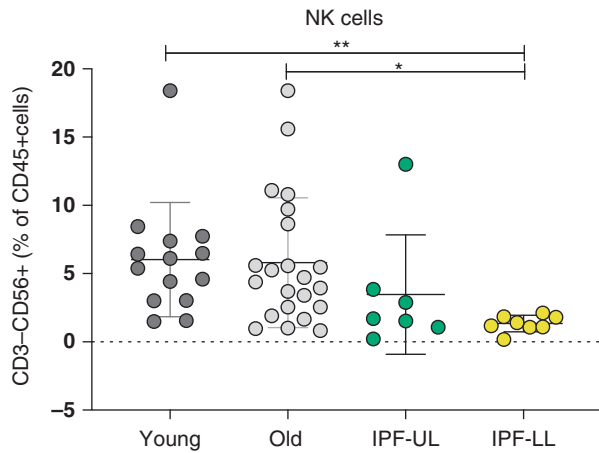 NK cells
**
*
20
15
10
5
0
–5
CD3–CD56+ (% of CD45+cells)
Young Old IPF-UL IPF-LL